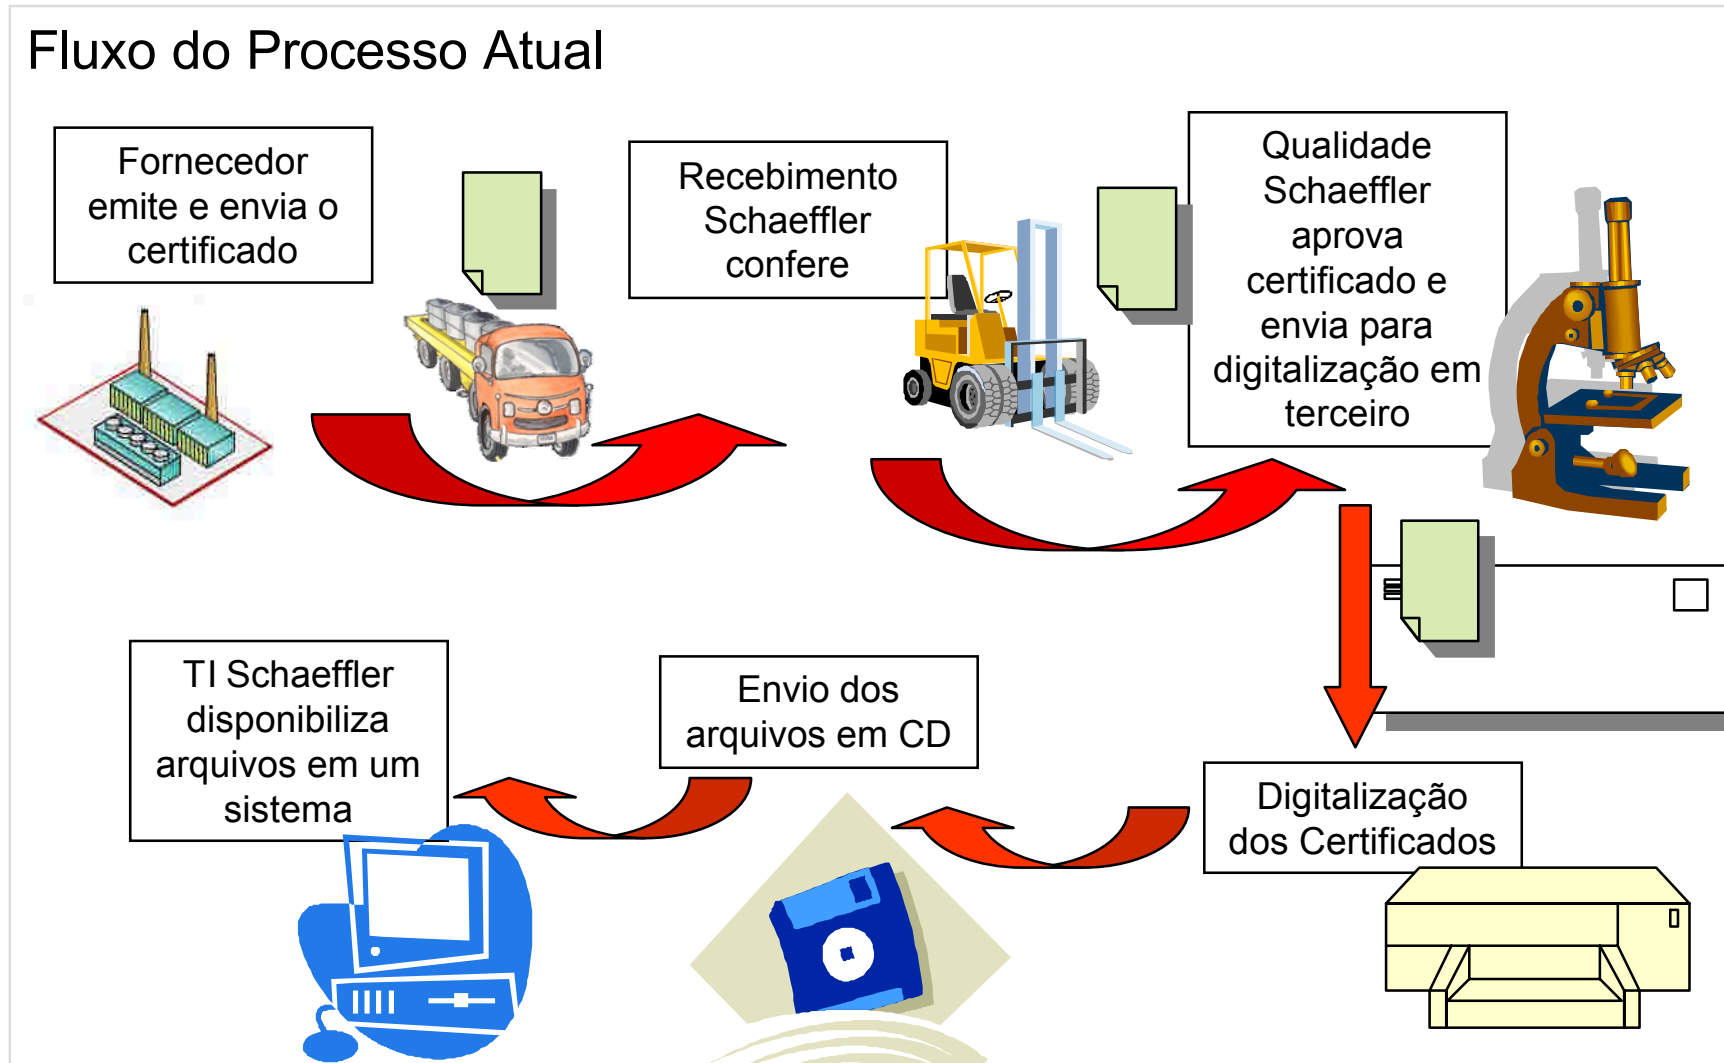 Fluxo do Processo Atual
Fornecedor
emite e envia o
certificado
Recebimento
Schaeffler
confere
Qualidade
Schaeffler
aprova
certificado e
envia para
digitalização em
terceiro
TI Schaeffler
disponibiliza
arquivos em um
sistema
Envio dos
arquivos em CD
Digitalização
dos Certificados